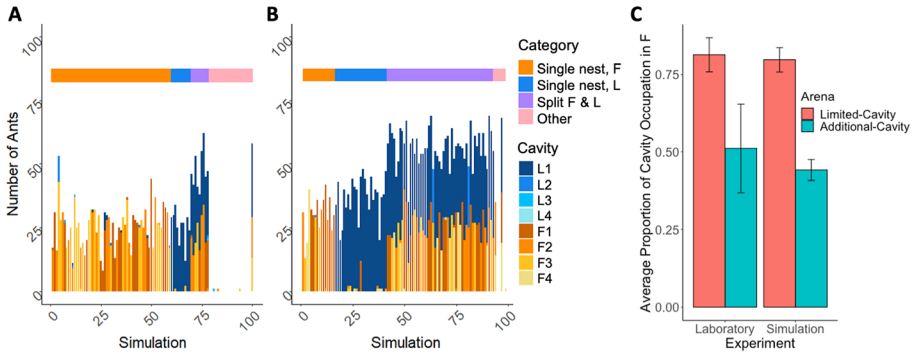 A
B
C
100
75
50
25
0
Number of Ants
0
25
50
75
100
Simulation
100
75
50
25
0
0
25
50
75
100
Simulation
Category
Single nest, F
Single nest, L
Split F & L
Other
Cavity
L1
L2
L3
L4
F1
F2
F3
F4
Average Proportion of Cavity Occupation in F
0.75
0.50
0.25
0.00
Laboratory
Simulation
Experiment
Arena
Limited-Cavity
Additional-Cavity